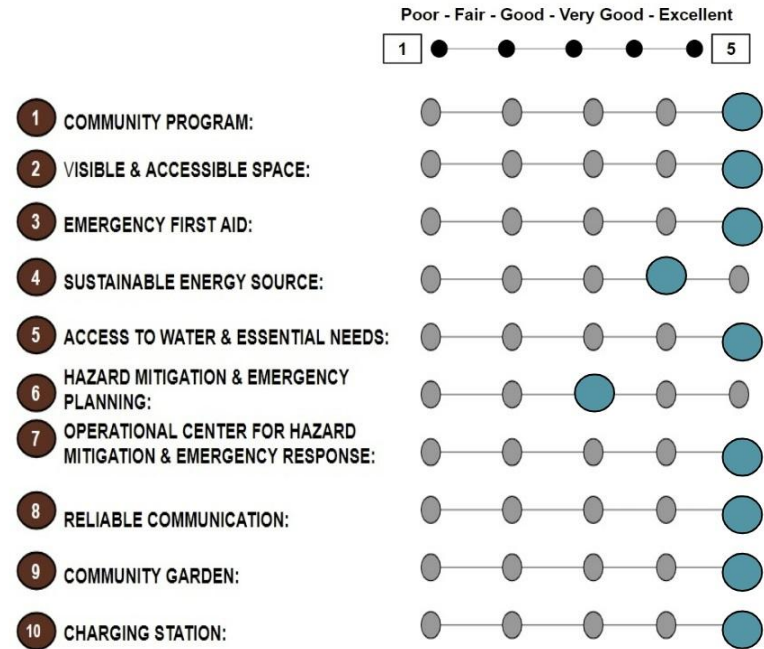 Poor - Fair - Good - Very Good - Excellent
1 5
1 COMMUNITY PROGRAM:
2 VISIBLE & ACCESSIBLE SPACE:
3 EMERGENCY FIRST AID:
4 SUSTAINABLE ENERGY SOURCE:
5 ACCESS TO WATER & ESSENTIAL NEEDS:
6 HAZARD MITIGATION & EMERGENCY
PLANNING:
7 OPERATIONAL CENTER FOR HAZARD
MITIGATION & EMERGENCY RESPONSE:
8 RELIABLE COMMUNICATION:
9 COMMUNITY GARDEN:
10 CHARGING STATION: